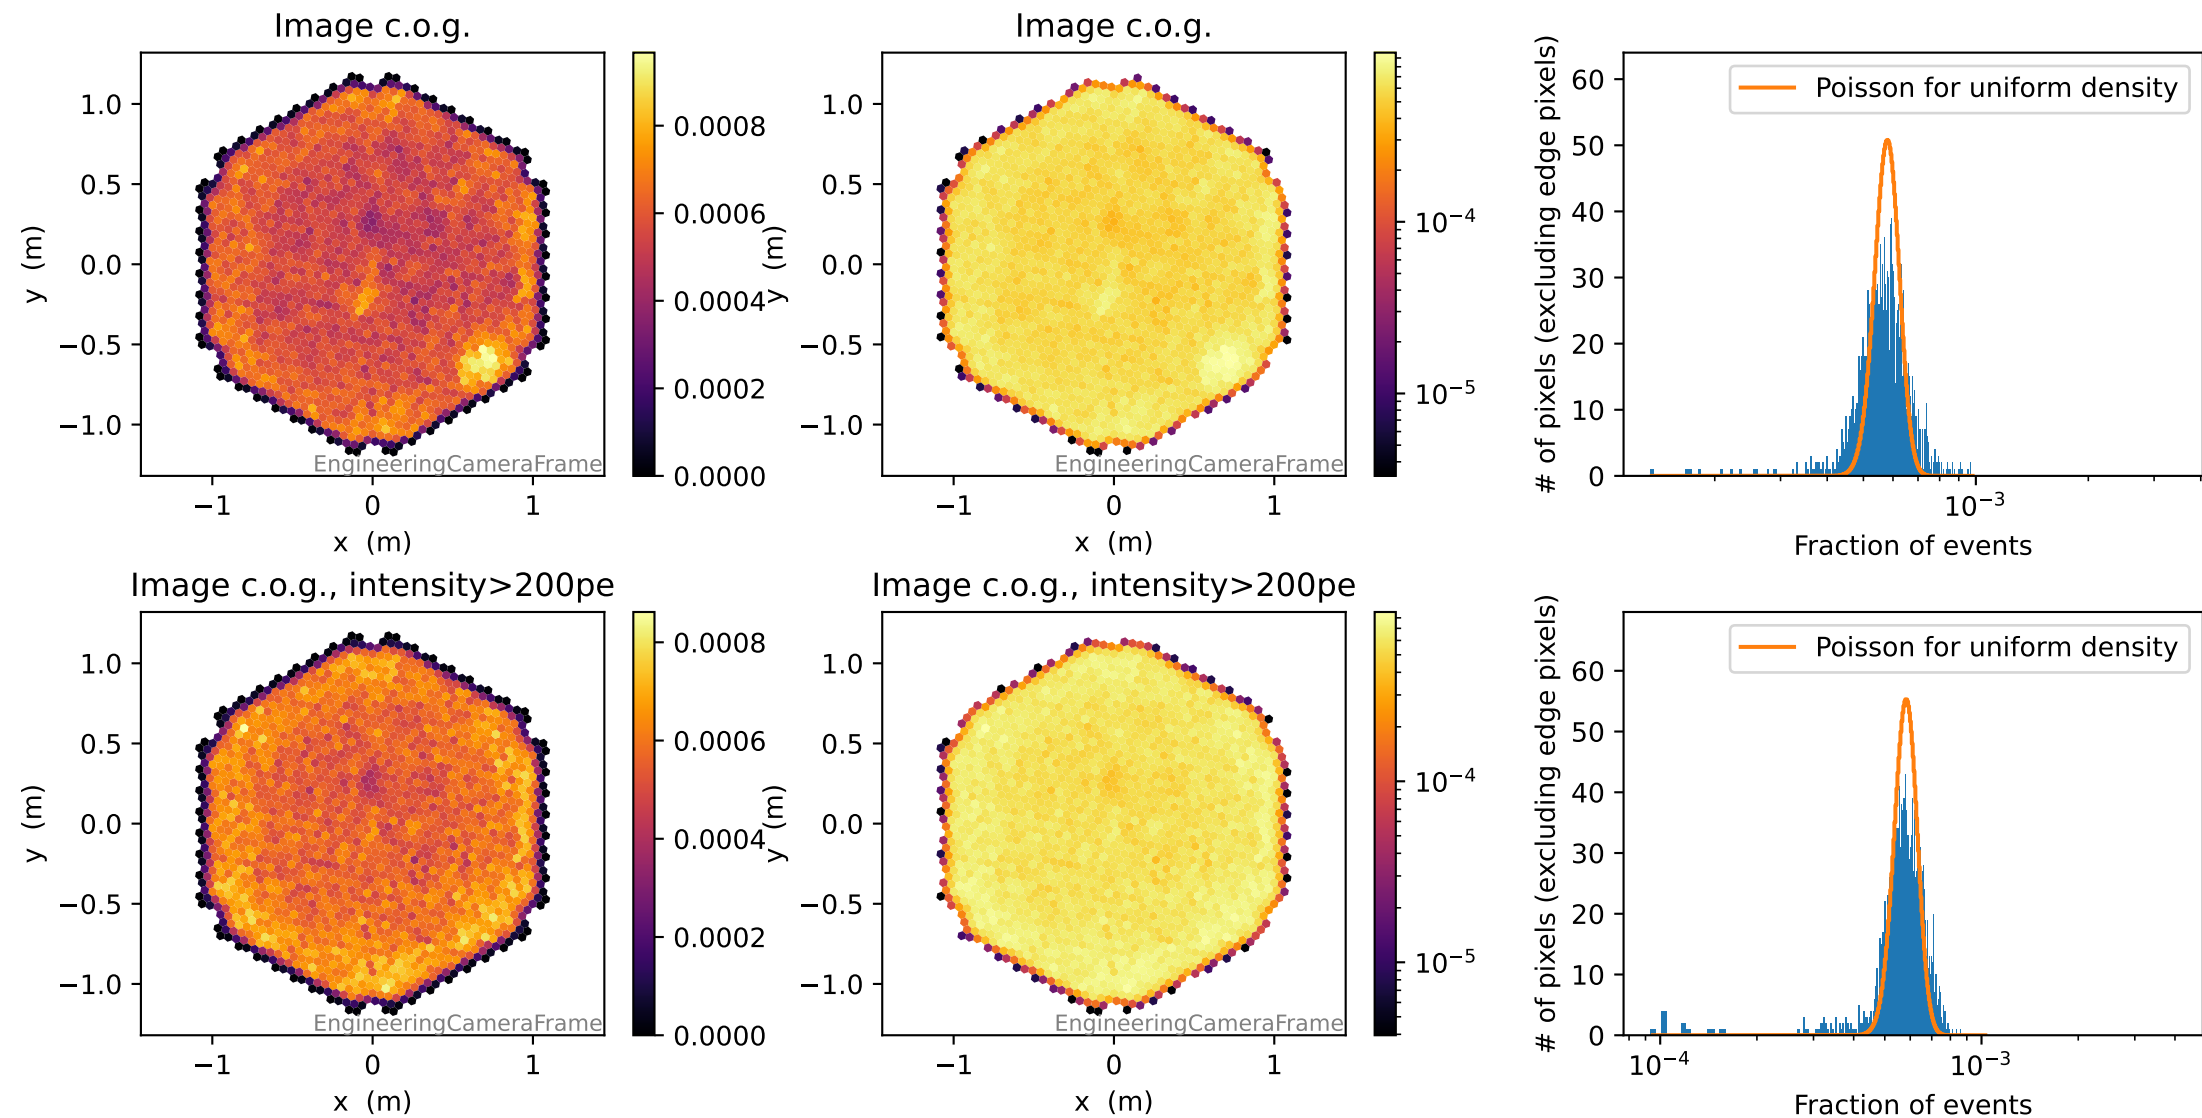 Image c.o.g.
y (m)
1.0
0.5
0.0
−0.5
−1.0
−1
0
1
x (m)
EngineeringCameraFrame
0.0008
0.0006
0.0004
0.0002
0.0000
Image c.o.g.
y (m)
1.0
0.5
0.0
−0.5
−1.0
−1
0
1
x (m)
EngineeringCameraFrame
10⁻⁴
10⁻⁵
# of pixels (excluding edge pixels)
60
50
40
30
20
10
0
Poisson for uniform density
10⁻³
Fraction of events
Image c.o.g., intensity>200pe
y (m)
1.0
0.5
0.0
−0.5
−1.0
−1
0
1
x (m)
EngineeringCameraFrame
0.0008
0.0006
0.0004
0.0002
0.0000
Image c.o.g., intensity>200pe
y (m)
1.0
0.5
0.0
−0.5
−1.0
−1
0
1
x (m)
EngineeringCameraFrame
10⁻⁴
10⁻⁵
# of pixels (excluding edge pixels)
60
50
40
30
20
10
0
Poisson for uniform density
10⁻⁴
10⁻³
Fraction of events